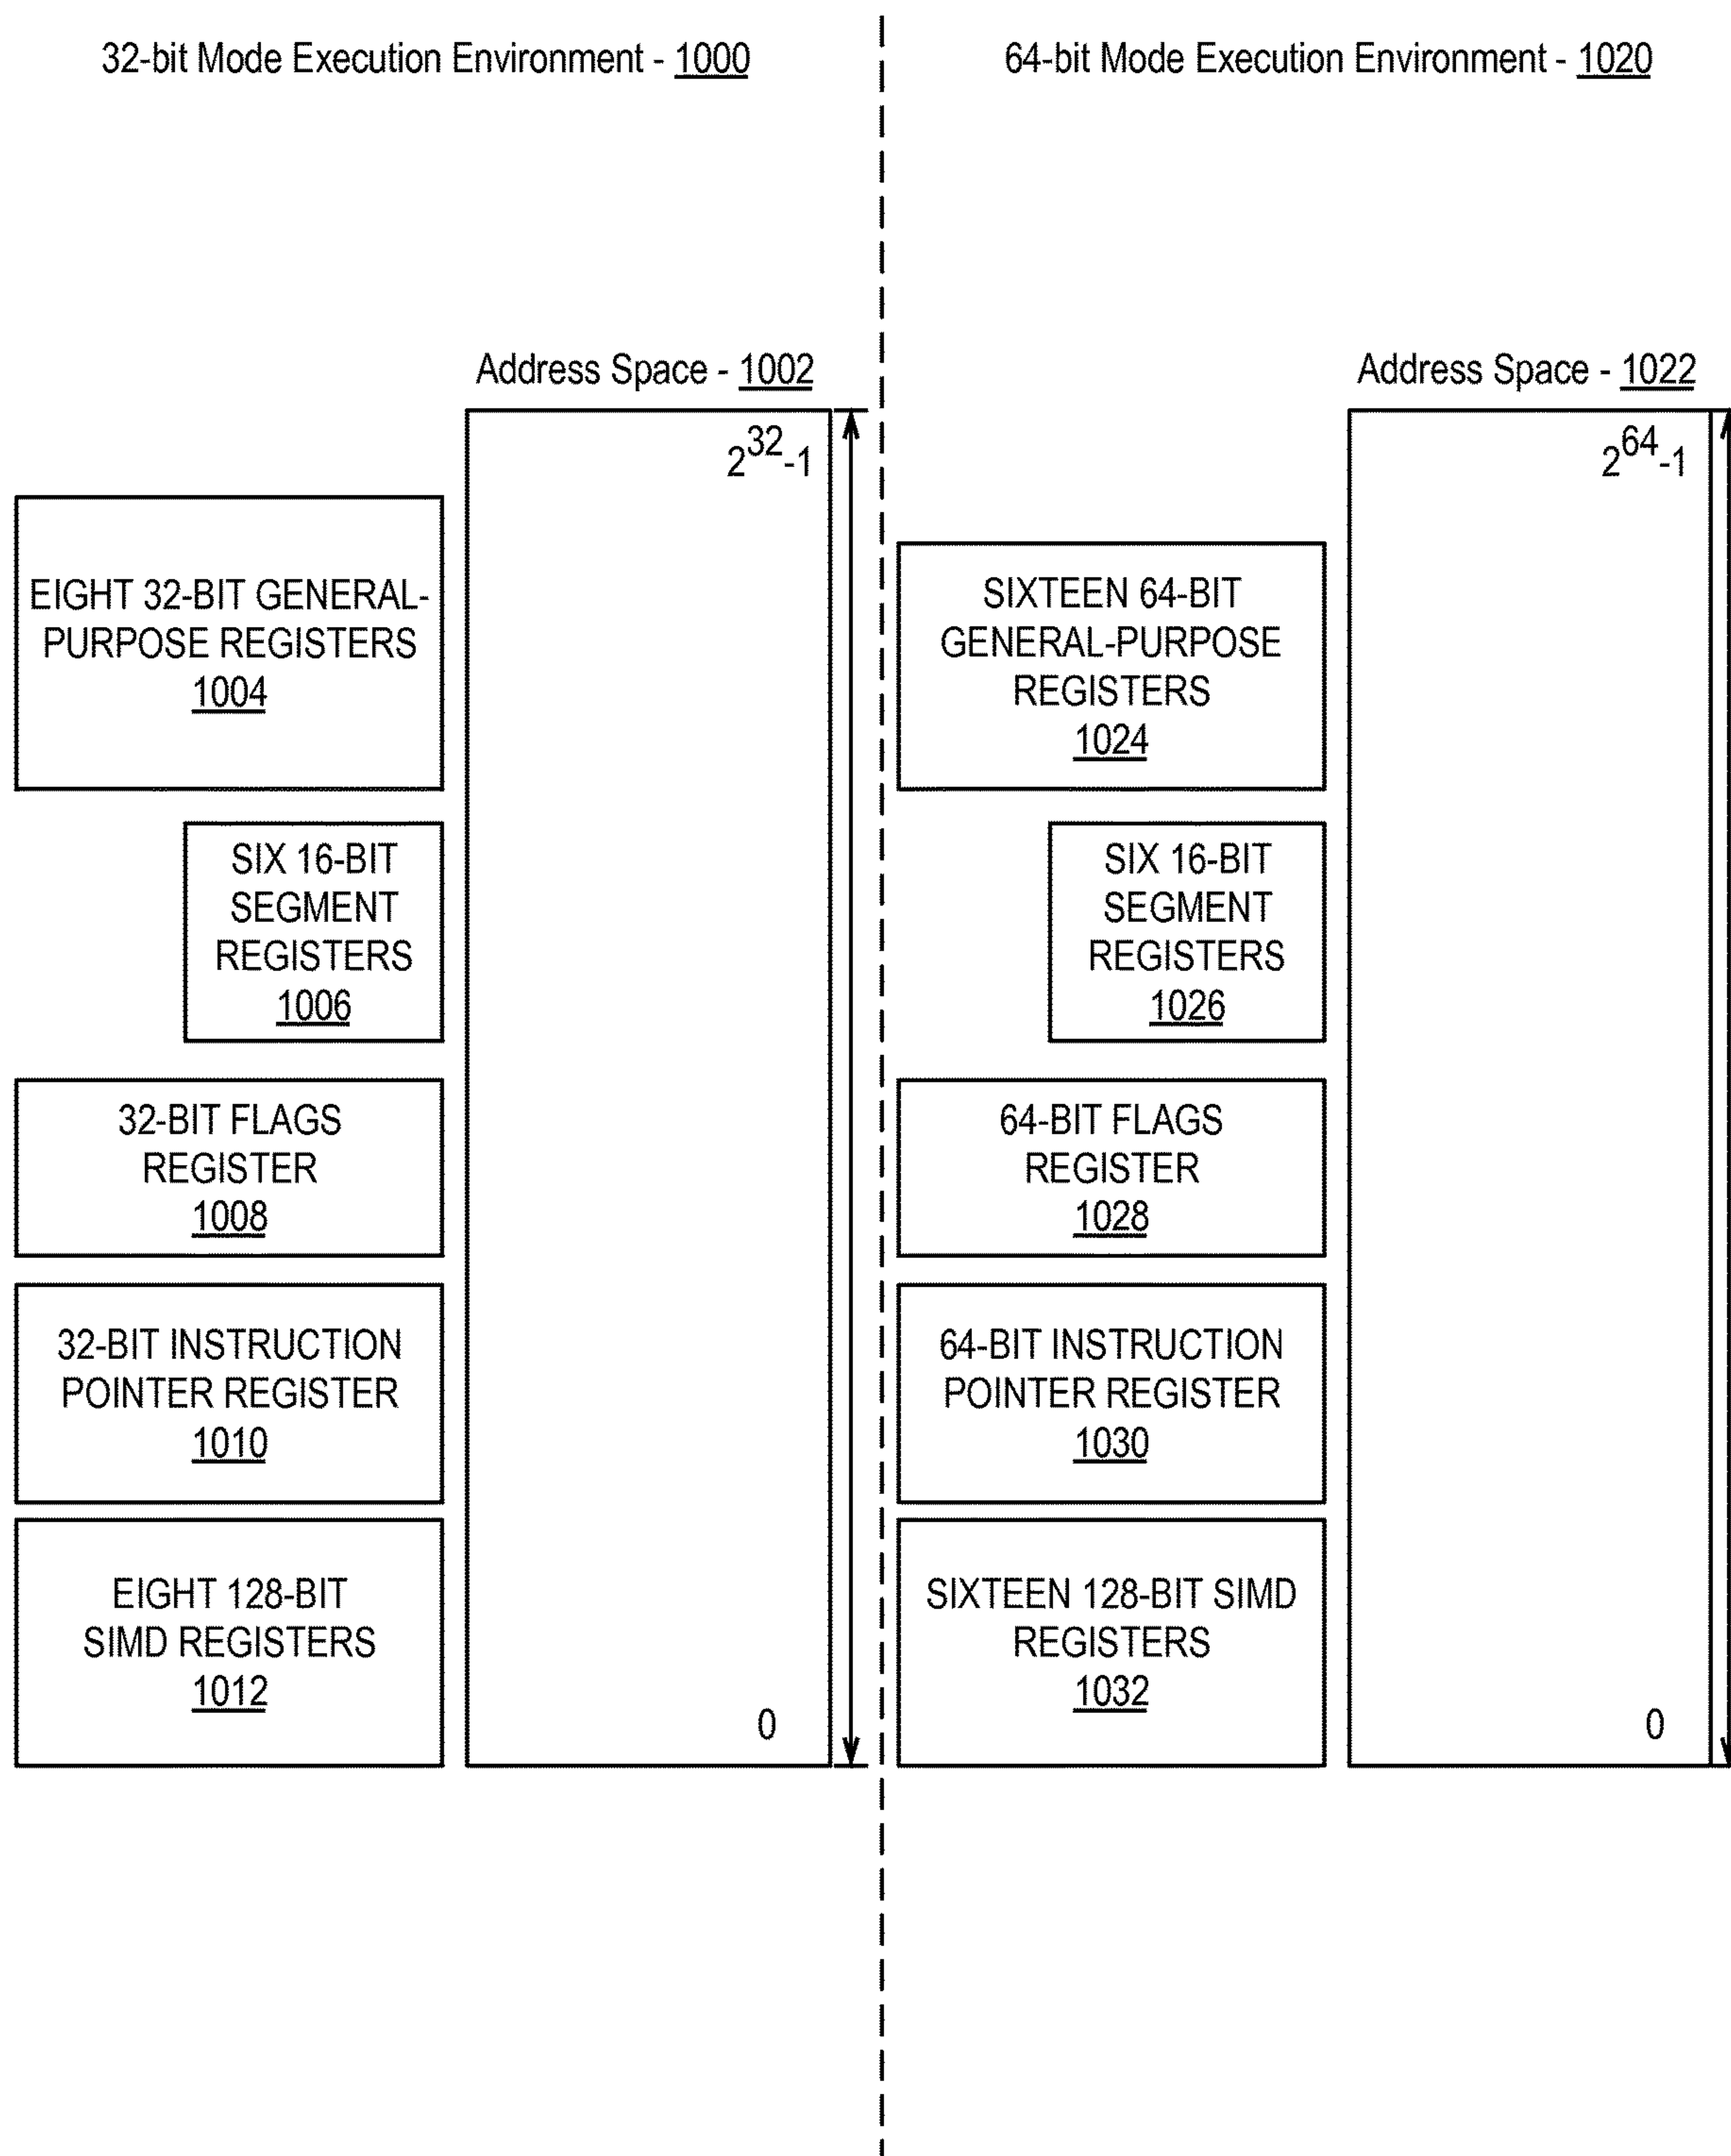 32-bit Mode Execution Environment - 1000
Address Space - 1002
2^32-1
EIGHT 32-BIT GENERAL-
PURPOSE REGISTERS
1004
SIX 16-BIT
SEGMENT
REGISTERS
1006
32-BIT FLAGS
REGISTER
1008
32-BIT INSTRUCTION
POINTER REGISTER
1010
EIGHT 128-BIT
SIMD REGISTERS
1012
0
64-bit Mode Execution Environment - 1020
Address Space - 1022
2^64-1
SIXTEEN 64-BIT
GENERAL-PURPOSE
REGISTERS
1024
SIX 16-BIT
SEGMENT
REGISTERS
1026
64-BIT FLAGS
REGISTER
1028
64-BIT INSTRUCTION
POINTER REGISTER
1030
SIXTEEN 128-BIT SIMD
REGISTERS
1032
0